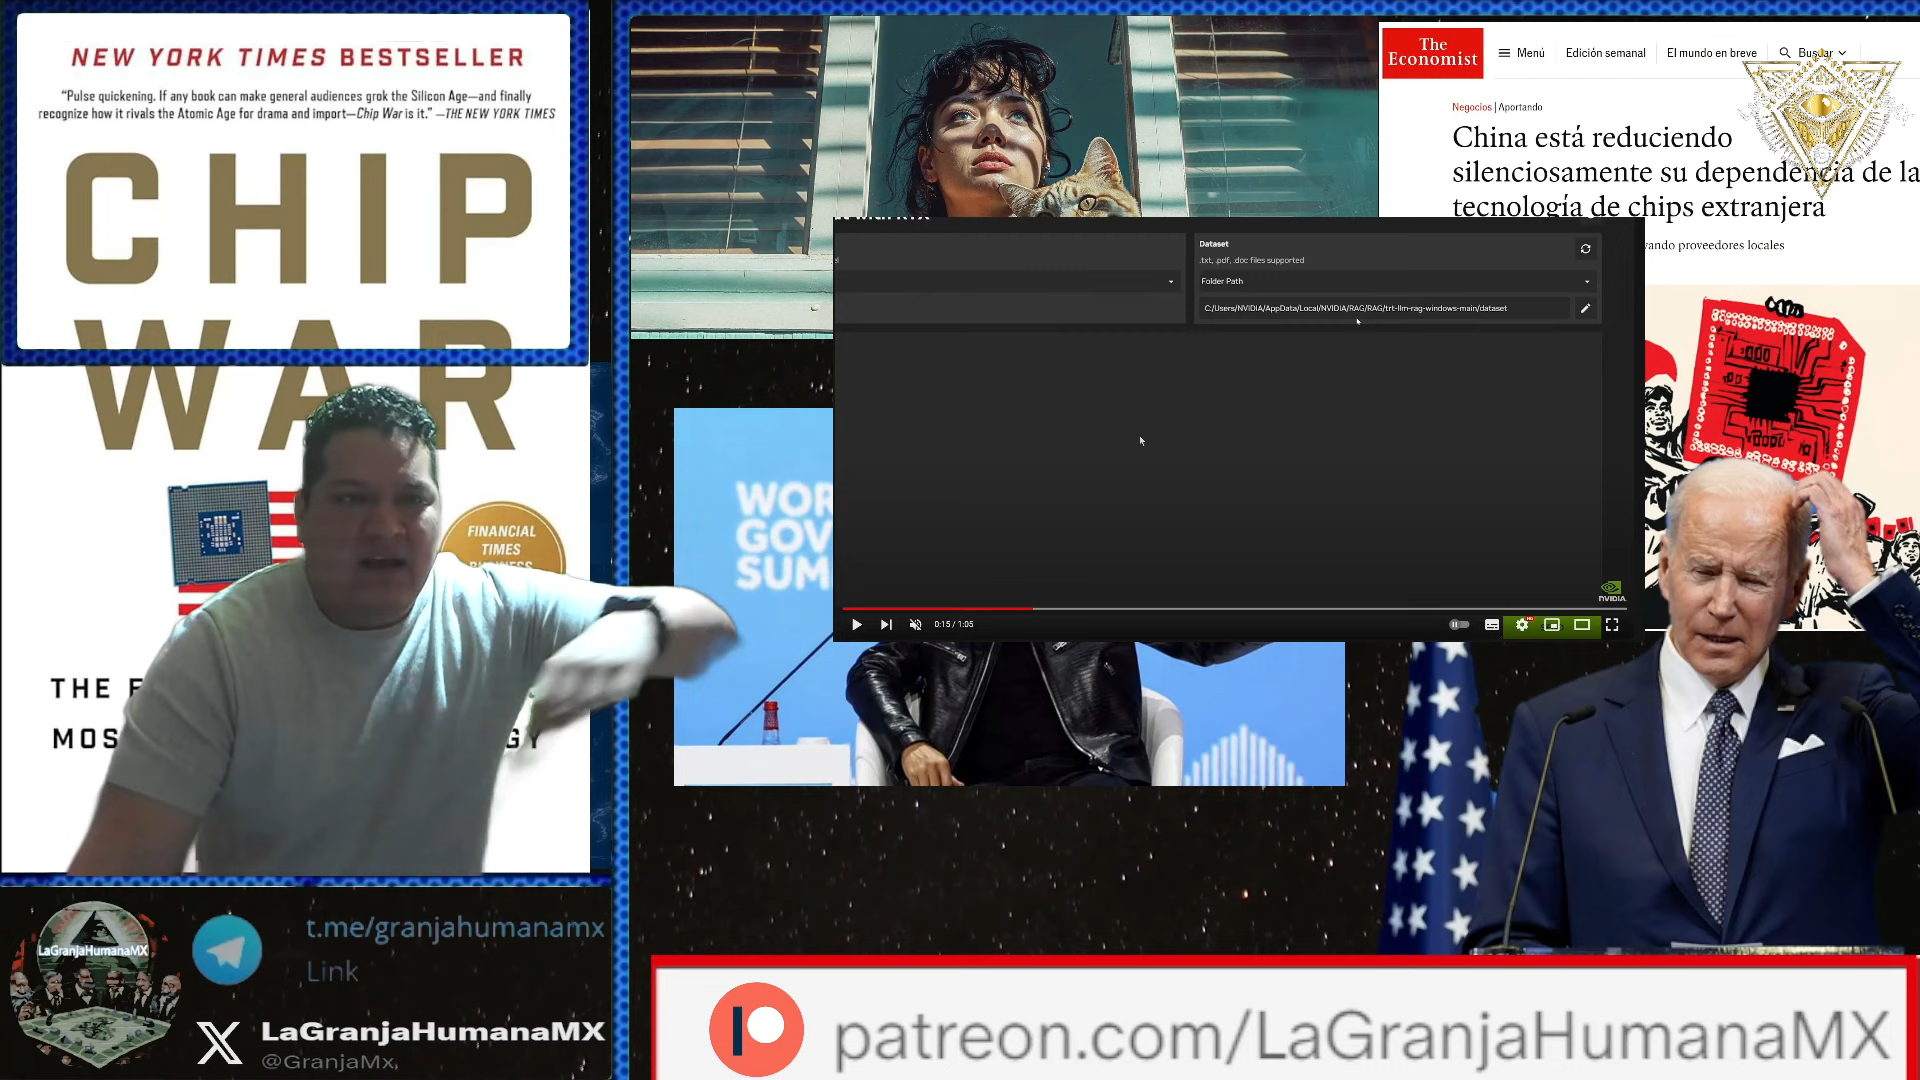 NEW YORK TIMES BESTSELLER
“Pulse quickening. If any book can make general audiences grok the Silicon Age—and finally
recognize how it rivals the Atomic Age for drama and import—Chip War is it.” —THE NEW YORK TIMES
CHIP
WAR
FINANCIAL
TIMES
THE
MOS
GY
LaGranjaHumanaMX
t.me/granjahumanamx
Link
LaGranjaHumanaMX
@GranjaMx
The
Economist
Menú
Edición semanal
El mundo en breve
Buscar
Negocios | Aportando
China está reduciendo
silenciosamente su dependencia de la
tecnología de chips extranjera
vando proveedores locales
Dataset
.txt, .pdf, .doc files supported
Folder Path
C:/Users/NVIDIA/AppData/Local/NVIDIA/RAG/RAG/trt-llm-rag-windows-main/dataset
NVIDIA
0:15 / 1:05
WOR
GOV
SUM
patreon.com/LaGranjaHumanaMX